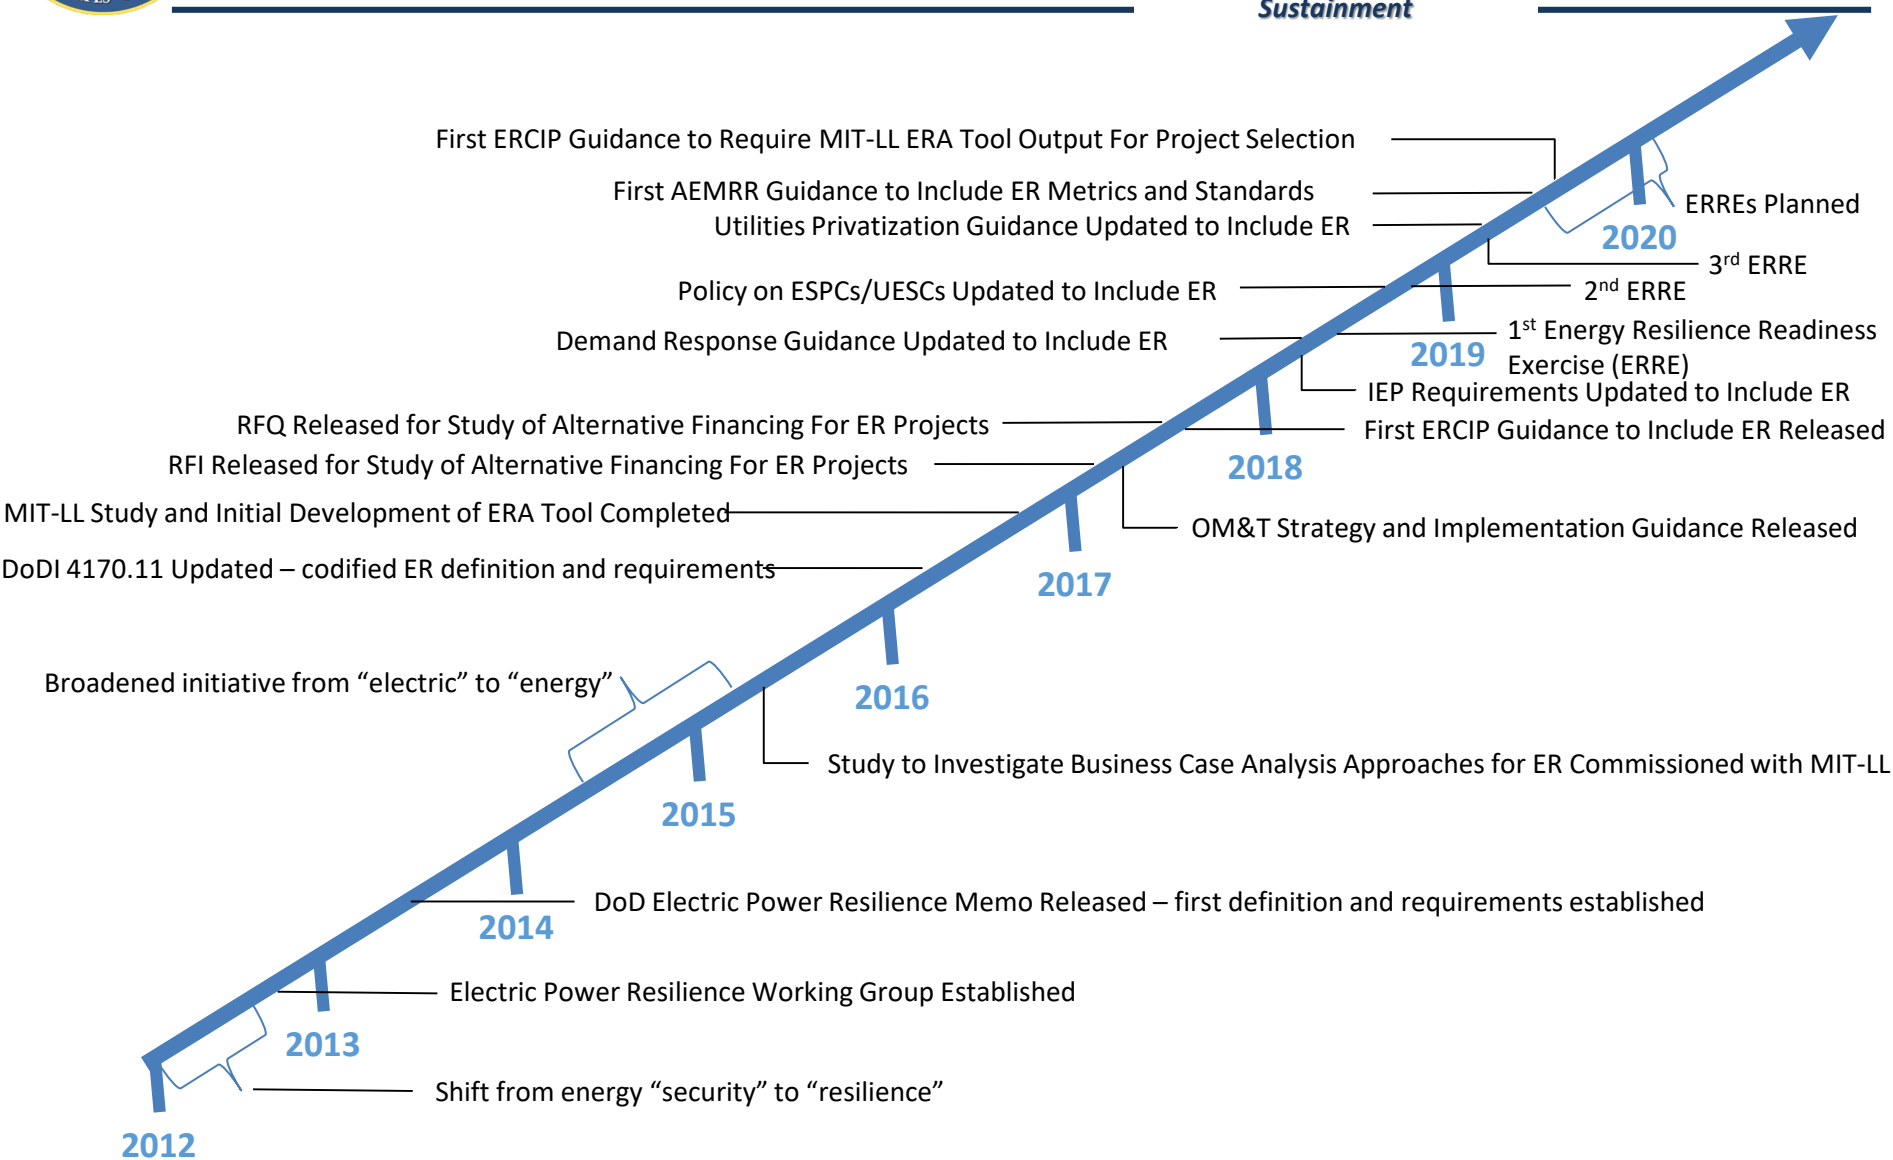 Sustainment
First ERCIP Guidance to Require MIT-LL ERA Tool Output For Project Selection
First AEMRR Guidance to Include ER Metrics and Standards
ERREs Planned
Utilities Privatization Guidance Updated to Include ER
2020
3rd ERRE
Policy on ESPCs/UESCs Updated to Include ER
2nd ERRE
Demand Response Guidance Updated to Include ER
1st Energy Resilience Readiness
Exercise (ERRE)
2019
IEP Requirements Updated to Include ER
RFQ Released for Study of Alternative Financing For ER Projects
First ERCIP Guidance to Include ER Released
RFI Released for Study of Alternative Financing For ER Projects
2018
MIT-LL Study and Initial Development of ERA Tool Completed
OM&T Strategy and Implementation Guidance Released
DoDI 4170.11 Updated – codified ER definition and requirements
2017
Broadened initiative from “electric” to “energy”
2016
Study to Investigate Business Case Analysis Approaches for ER Commissioned with MIT-LL
2015
DoD Electric Power Resilience Memo Released – first definition and requirements established
2014
Electric Power Resilience Working Group Established
2013
Shift from energy “security” to “resilience”
2012